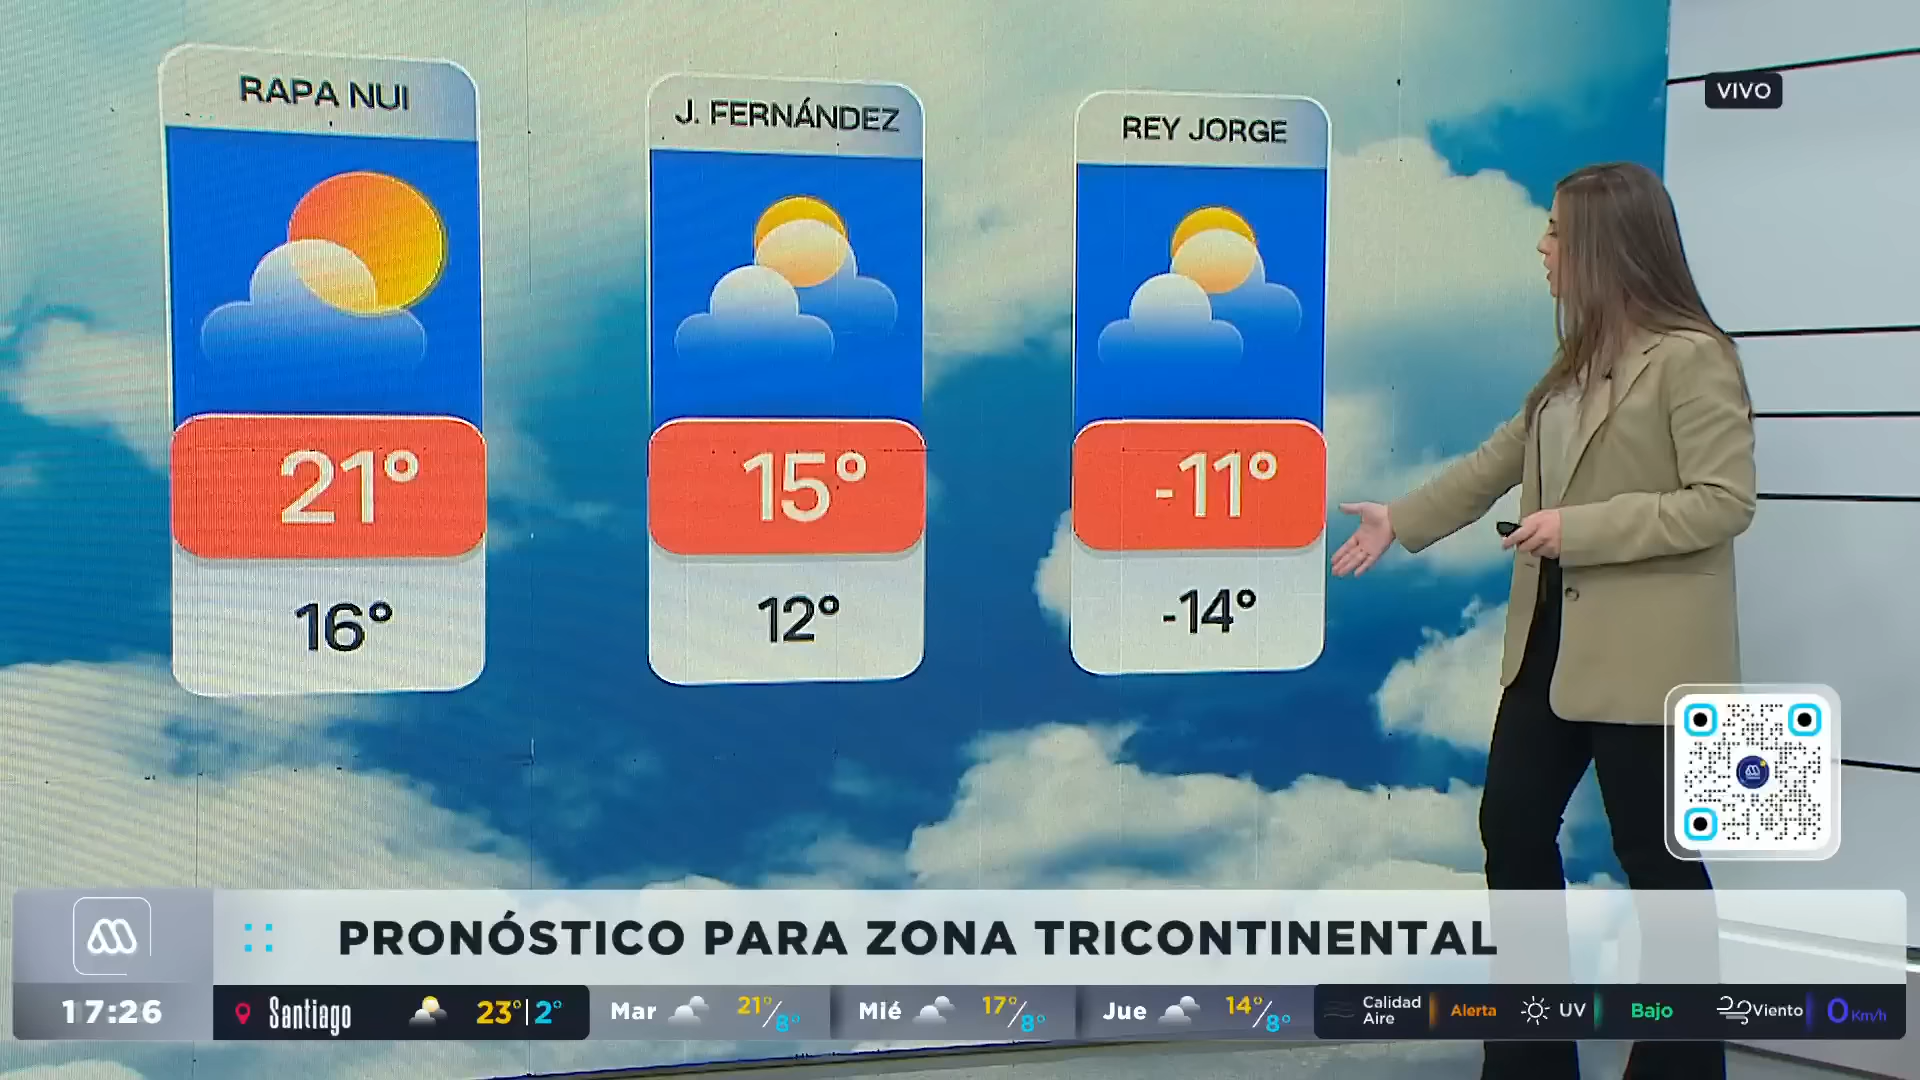 RAPA NUI
21°
16°
J. FERNÁNDEZ
15°
12°
REY JORGE
-11°
-14°
VIVO
PRONÓSTICO PARA ZONA TRICONTINENTAL
17:26
Santiago 23°|2°
Mar 21°/8°
Mié 17°/8°
Jue 14°/8°
Calidad Aire Alerta
UV Bajo
Viento 0 Km/h